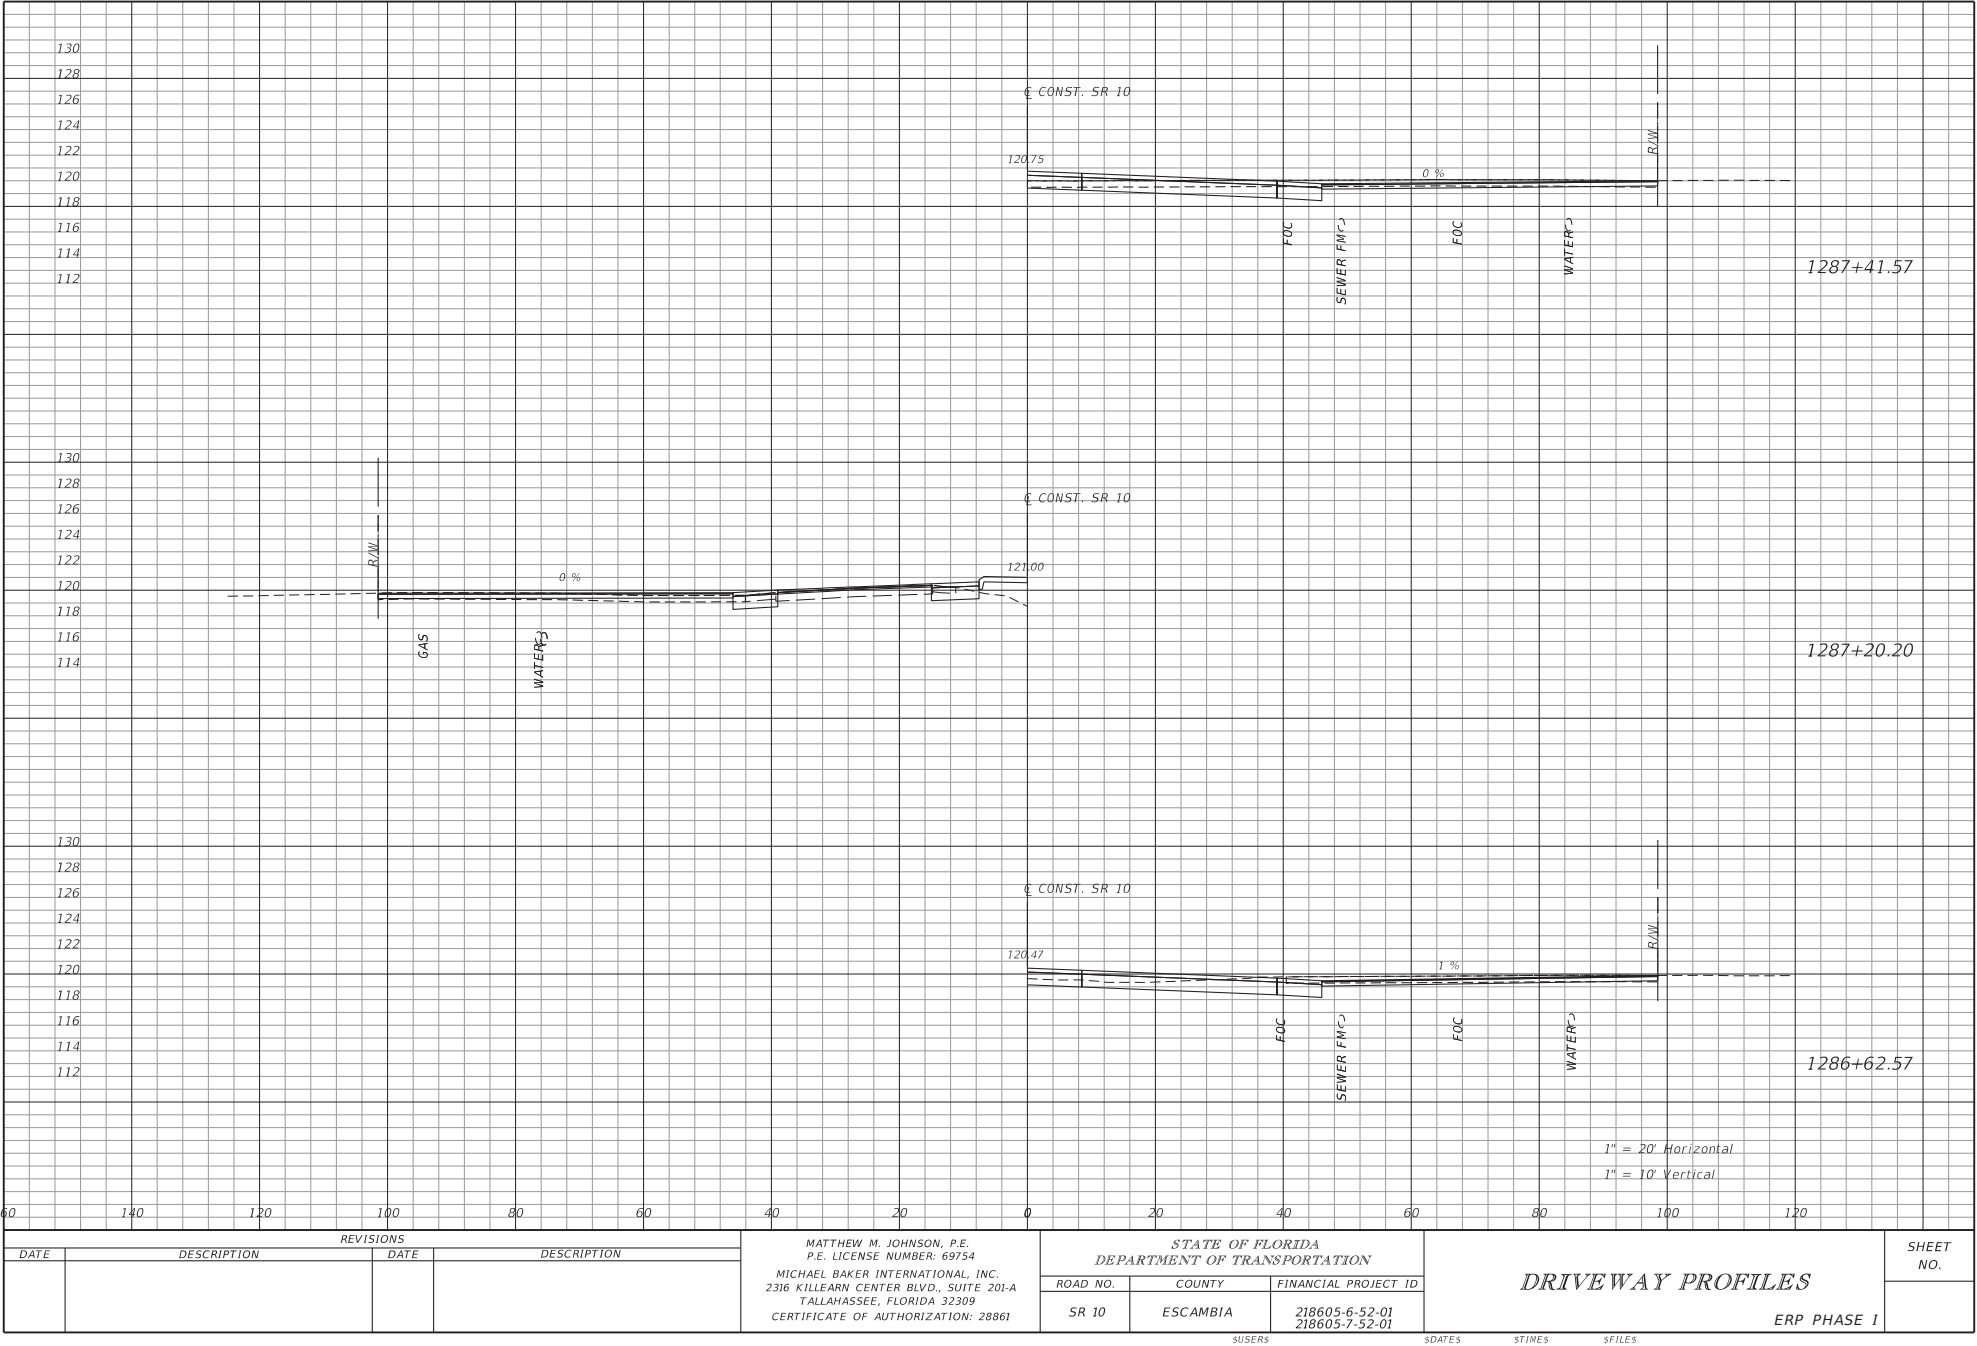 130
128
℄ CONST. SR 10
126
124
122
R/W
120.75
120
0 %
118
116
FOC
SEWER FM
FOC
WATER
114
112
1287+41.57
130
128
℄ CONST. SR 10
126
124
122
R/W
121.00
120
0 %
118
116
GAS
WATER
114
1287+20.20
130
128
℄ CONST. SR 10
126
124
122
R/W
120.47
120
1 %
118
116
FOC
SEWER FM
FOC
WATER
114
112
1286+62.57
1" = 20' Horizontal
1" = 10' Vertical
60 140 120 100 80 60 40 20 0 20 40 60 80 100 120
REVISIONS
DATE DESCRIPTION DATE DESCRIPTION
MATTHEW M. JOHNSON, P.E.
P.E. LICENSE NUMBER: 69754
MICHAEL BAKER INTERNATIONAL, INC.
2316 KILLEARN CENTER BLVD., SUITE 201-A
TALLAHASSEE, FLORIDA 32309
CERTIFICATE OF AUTHORIZATION: 28861
STATE OF FLORIDA
DEPARTMENT OF TRANSPORTATION
ROAD NO. COUNTY FINANCIAL PROJECT ID
SR 10 ESCAMBIA 218605-6-52-01
218605-7-52-01
DRIVEWAY PROFILES
ERP PHASE I
SHEET
NO.
$USER$ $DATE$ $TIME$ $FILE$